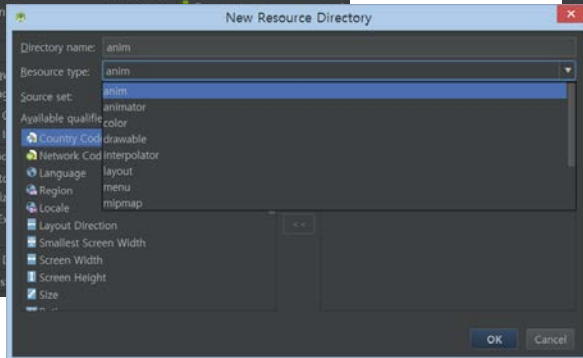 New Resource Directory
Directory name: anim
Resource type: anim
Source set:
anim
animator
Available qualifie
color
Country Cod
drawable
Network Cod
interpolator
Language
layout
Region
menu
Locale
mipmap
Layout Direction
<<
Smallest Screen Width
Screen Width
Screen Height
Size
OK
Cancel